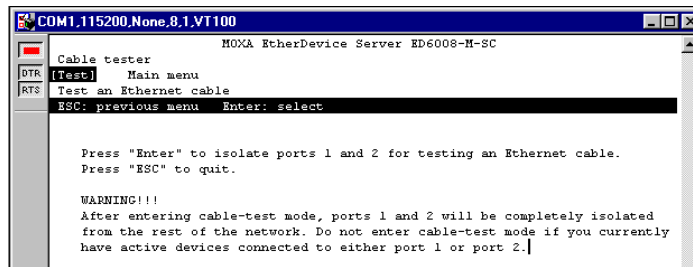 COM1,115200,None,8,1,VT100
MOXA EtherDevice Server ED6008-M-SC
Cable tester
[Test] Main menu
Test an Ethernet cable
ESC: previous menu Enter: select
Press "Enter" to isolate ports 1 and 2 for testing an Ethernet cable.
Press "ESC" to quit.
WARNING!!!
After entering cable-test mode, ports 1 and 2 will be completely isolated
from the rest of the network. Do not enter cable-test mode if you currently
have active devices connected to either port 1 or port 2.
DTR
RTS